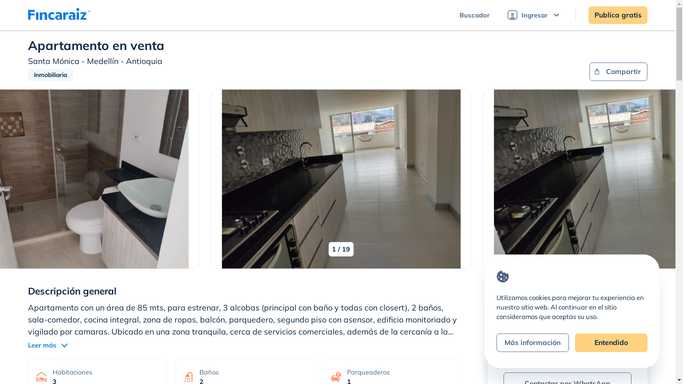 Fincaraiz
Buscador
Ingresar
Publica gratis
Apartamento en venta
Santa Mónica - Medellín - Antioquia
Inmobiliaria
Compartir
1 / 19
Descripción general
Apartamento con un área de 85 mts, para estrenar, 3 alcobas (principal con baño y todas con closert), 2 baños,
sala-comedor, cocina integral, zona de ropas, balcón, parquedero, segundo piso con asensor, edificio monitoriado y
vigilado por camaras. Ubicado en una zona tranquila, cerca de servicios comerciales, además de la cercanía a la...
Leer más
Habitaciones
3
Baños
2
Parqueaderos
1
Utilizamos cookies para mejorar tu experiencia en
nuestro sitio web. Al continuar en el sitio
consideramos que aceptas su uso.
Más información
Entendido
Contactar por WhatsApp